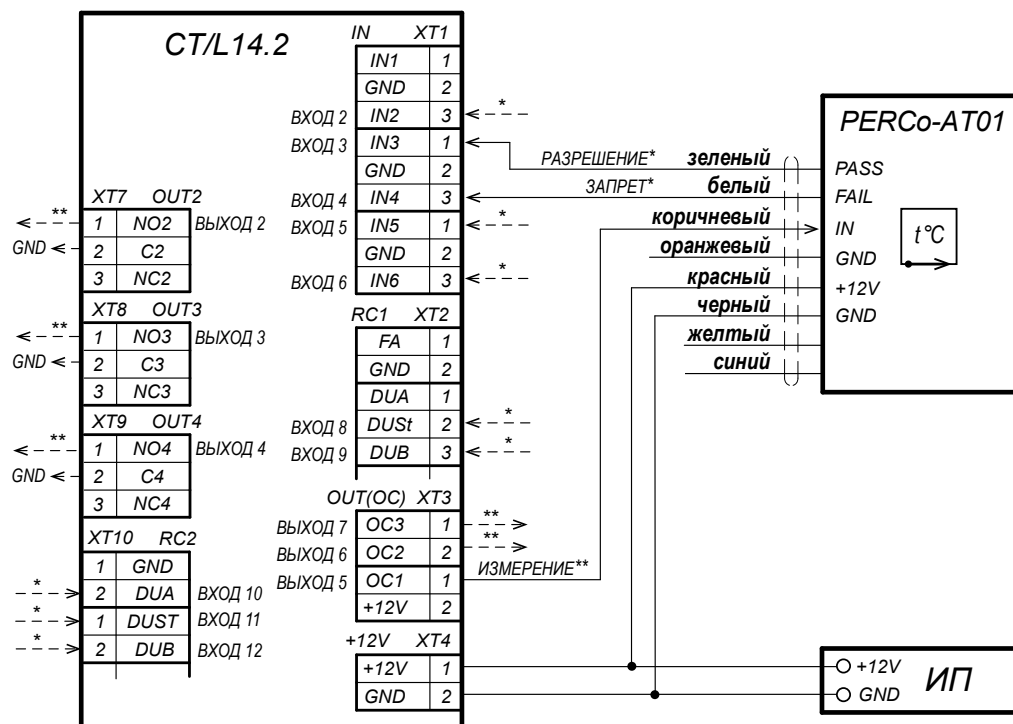 CT/L14.2
IN XT1
IN1 1
GND 2
ВХОД 2 IN2 3 *
ВХОД 3 IN3 1
GND 2
ВХОД 4 IN4 3
ВХОД 5 IN5 1 *
GND 2
ВХОД 6 IN6 3 *
RC1 XT2
FA 1
GND 2
DUA 1
ВХОД 8 DUSt 2 *
ВХОД 9 DUB 3 *
OUT(OC) XT3
ВЫХОД 7 OC3 1 **
ВЫХОД 6 OC2 2 **
ВЫХОД 5 OC1 1 ИЗМЕРЕНИЕ**
+12V 2
+12V XT4
+12V 1
GND 2
XT7 OUT2
** 1 NO2 ВЫХОД 2
GND 2 C2
3 NC2
XT8 OUT3
** 1 NO3 ВЫХОД 3
GND 2 C3
3 NC3
XT9 OUT4
** 1 NO4 ВЫХОД 4
GND 2 C4
3 NC4
XT10 RC2
1 GND
* 2 DUA ВХОД 10
* 1 DUST ВХОД 11
* 2 DUB ВХОД 12
PERCo-AT01
РАЗРЕШЕНИЕ* зеленый PASS
ЗАПРЕТ* белый FAIL
коричневый IN
оранжевый GND
красный +12V
черный GND
желтый
синий
t°C
+12V
GND
ИП